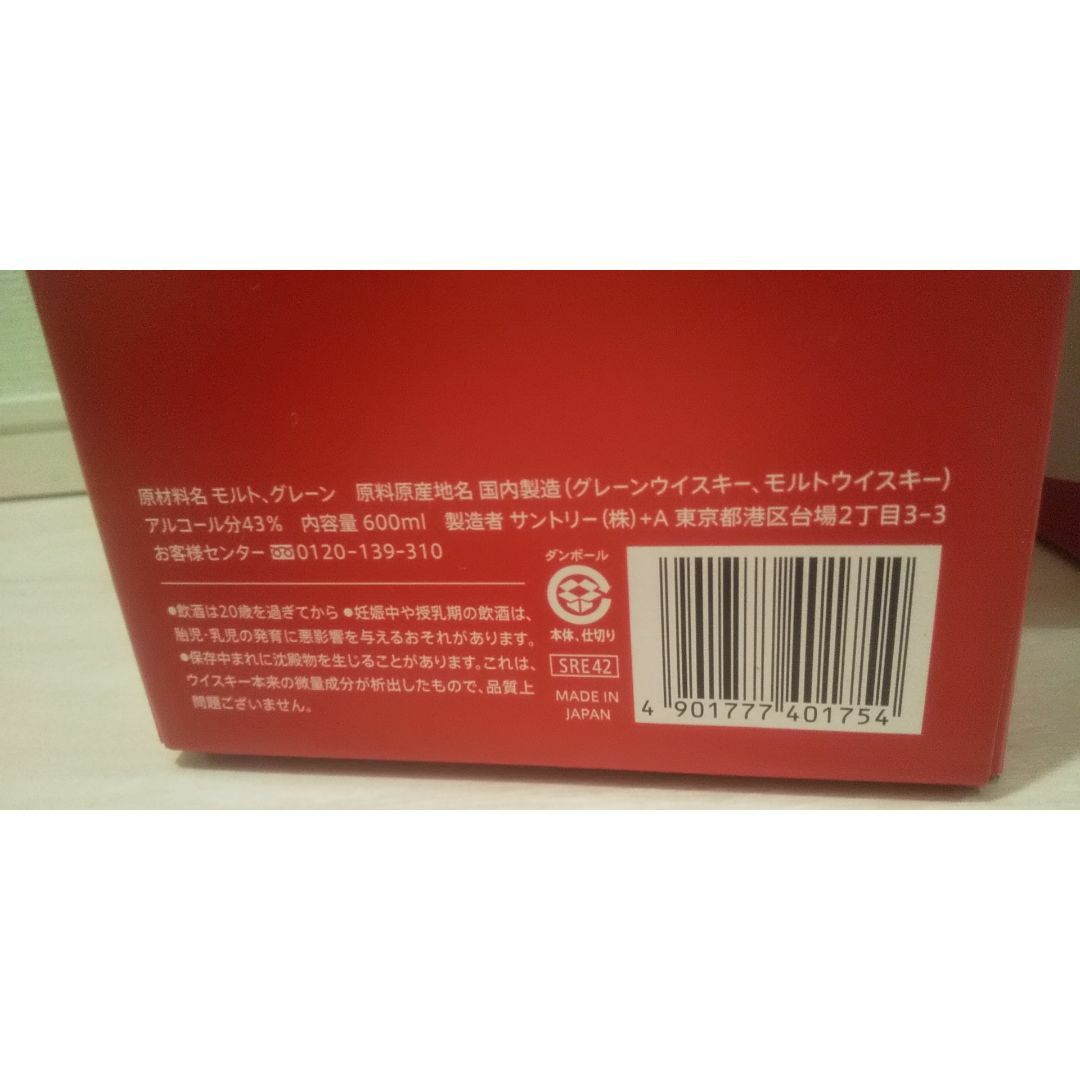 原材料名 モルト、グレーン 原料原産地名 国内製造(グレーンウイスキー、モルトウイスキー)
アルコール分43% 内容量 600ml 製造者 サントリー(株)+A 東京都港区台場2丁目3-3
お客様センター 0120-139-310
●飲酒は20歳を過ぎてから ●妊娠中や授乳期の飲酒は、
胎児・乳児の発育に悪影響を与えるおそれがあります。
●保存中まれに沈殿物を生じることがあります。これは、
ウイスキー本来の微量成分が析出したもので、品質上
問題ございません。
ダンボール
本体、仕切り
SRE42
MADE IN
JAPAN
4 901777 401754